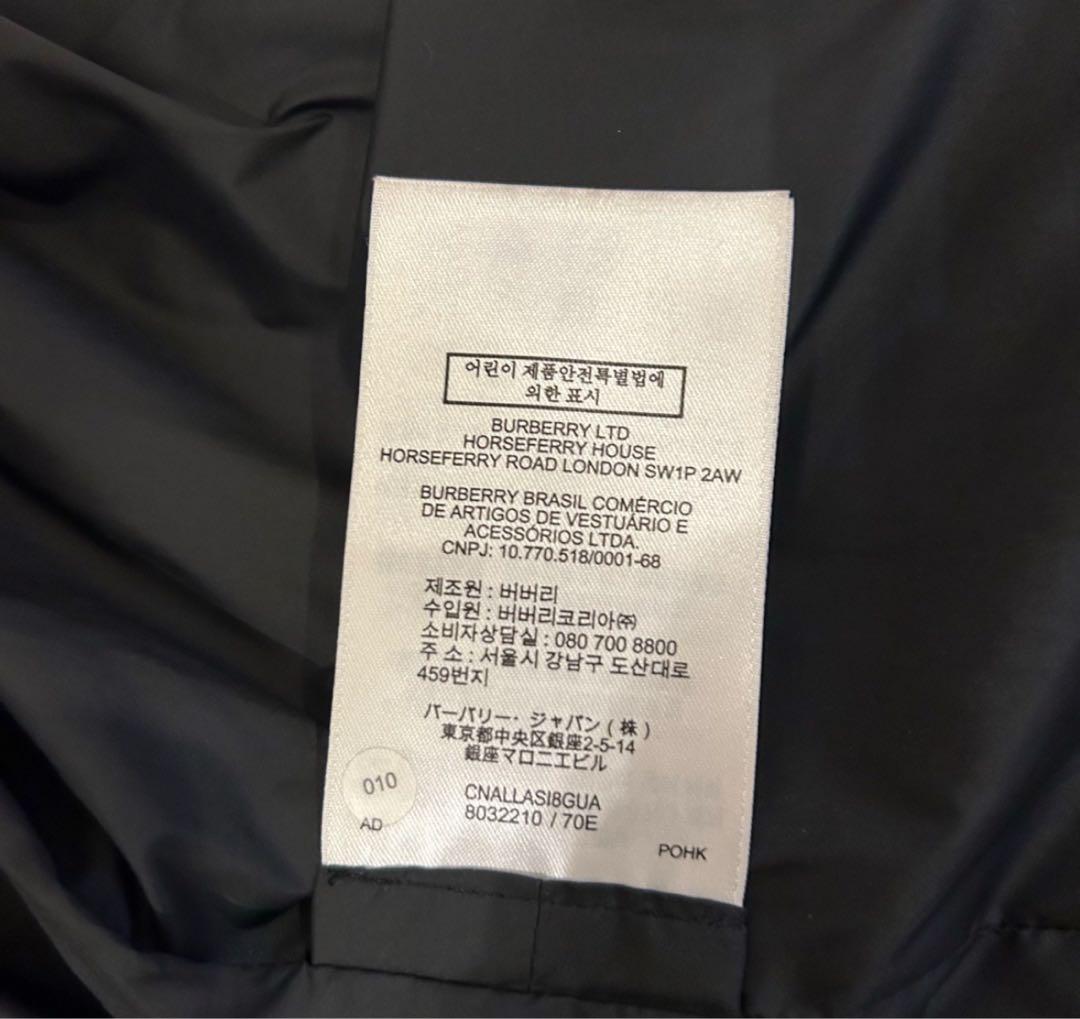 어린이 제품안전특별법에
의한 표시
BURBERRY LTD
HORSEFERRY HOUSE
HORSEFERRY ROAD LONDON SW1P 2AW
BURBERRY BRASIL COMÉRCIO
DE ARTIGOS DE VESTUÁRIO E
ACESSÓRIOS LTDA.
CNPJ: 10.770.518/0001-68
제조원 : 버버리
수입원 : 버버리코리아㈜
소비자상담실 : 080 700 8800
주 소 : 서울시 강남구 도산대로
459번지
バーバリー・ジャパン ( 株 )
東京都中央区銀座2-5-14
銀座マロニエビル
010
AD
CNALLASI8GUA
8032210 / 70E
POHK